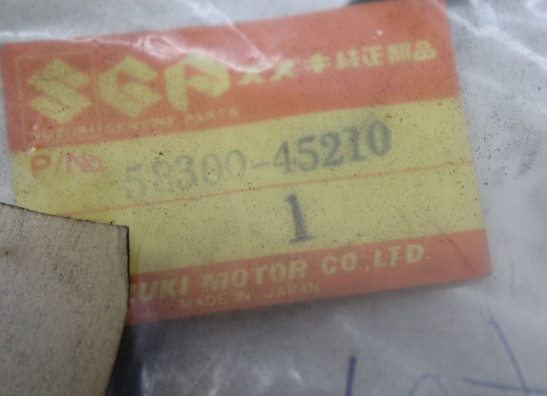 SGP スズキ純正部品
SUZUKI GENUINE PARTS
P/No. 58300-45210
1
UKI MOTOR CO.,LTD.
MADE IN JAPAN